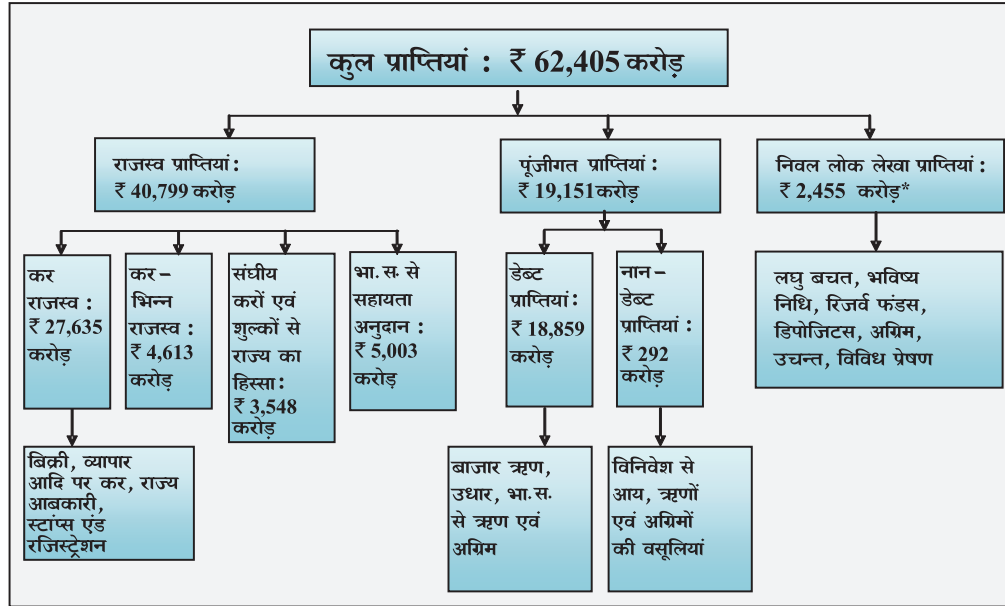 कुल प्राप्तियां : ₹ 62,405 करोड़
राजस्व प्राप्तियां :
₹ 40,799 करोड़
पूंजीगत प्राप्तियां :
₹ 19,151करोड़
निवल लोक लेखा प्राप्तियां :
₹ 2,455 करोड़*
कर
राजस्व :
₹ 27,635
करोड़
कर-
भिन्न
राजस्व :
₹ 4,613
करोड़
संघीय
करों एवं
शुल्कों से
राज्य का
हिस्सा:
₹ 3,548
करोड़
भा.स. से
सहायता
अनुदान :
₹ 5,003
करोड़
डेब्ट
प्राप्तियां :
₹ 18,859
करोड़
नान-
डेब्ट
प्राप्तियां :
₹ 292
करोड़
लघु बचत, भविष्य
निधि, रिजर्व फंडस,
डिपोजिटस, अग्रिम,
उचन्त, विविध प्रेषण
बिक्री, व्यापार
आदि पर कर, राज्य
आबकारी,
स्टांप्स एंड
रजिस्ट्रेशन
बाजार ऋण,
उधार, भा.स.
से ऋण एवं
अग्रिम
विनिवेश से
आय, ऋणों
एवं अग्रिमों
की वसूलियां